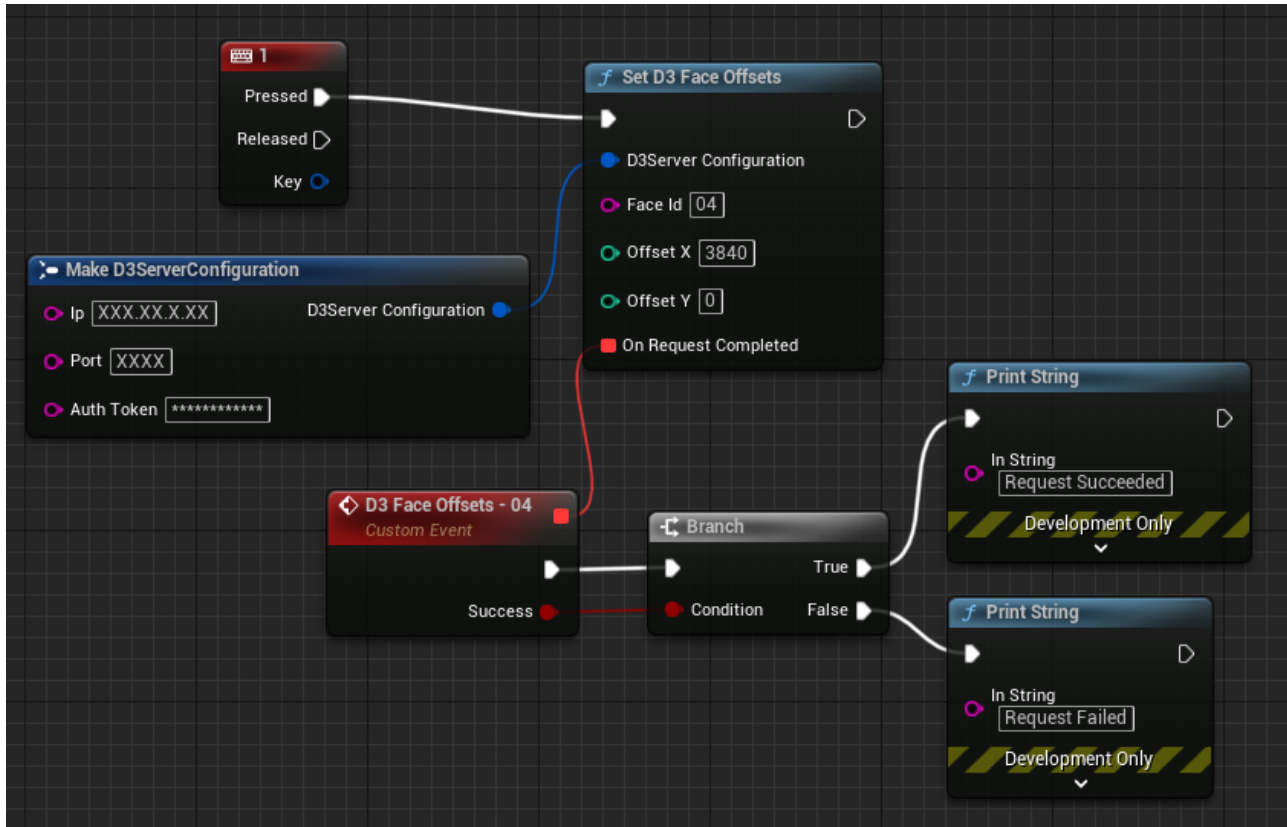 1
Pressed
Released
Key
Set D3 Face Offsets
D3Server Configuration
Face Id 04
Offset X 3840
Offset Y 0
On Request Completed
Make D3ServerConfiguration
Ip XXX.XX.X.XX
D3Server Configuration
Port XXXX
Auth Token ************
D3 Face Offsets - 04
Custom Event
Success
Branch
True
Condition
False
Print String
In String
Request Succeeded
Development Only
Print String
In String
Request Failed
Development Only